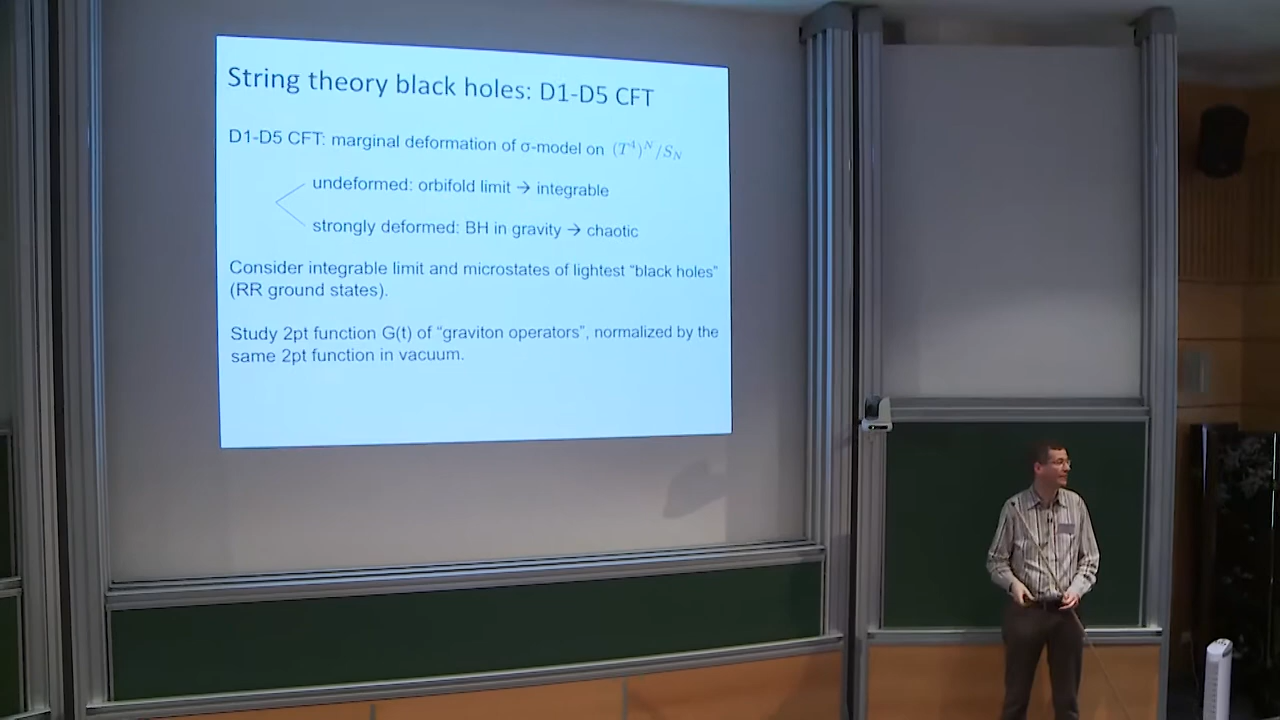 String theory black holes: D1-D5 CFT
D1-D5 CFT: marginal deformation of σ-model on (T⁴)ᴺ/S_N
undeformed: orbifold limit → integrable
strongly deformed: BH in gravity → chaotic
Consider integrable limit and microstates of lightest “black holes”
(RR ground states).
Study 2pt function G(t) of “graviton operators”, normalized by the
same 2pt function in vacuum.